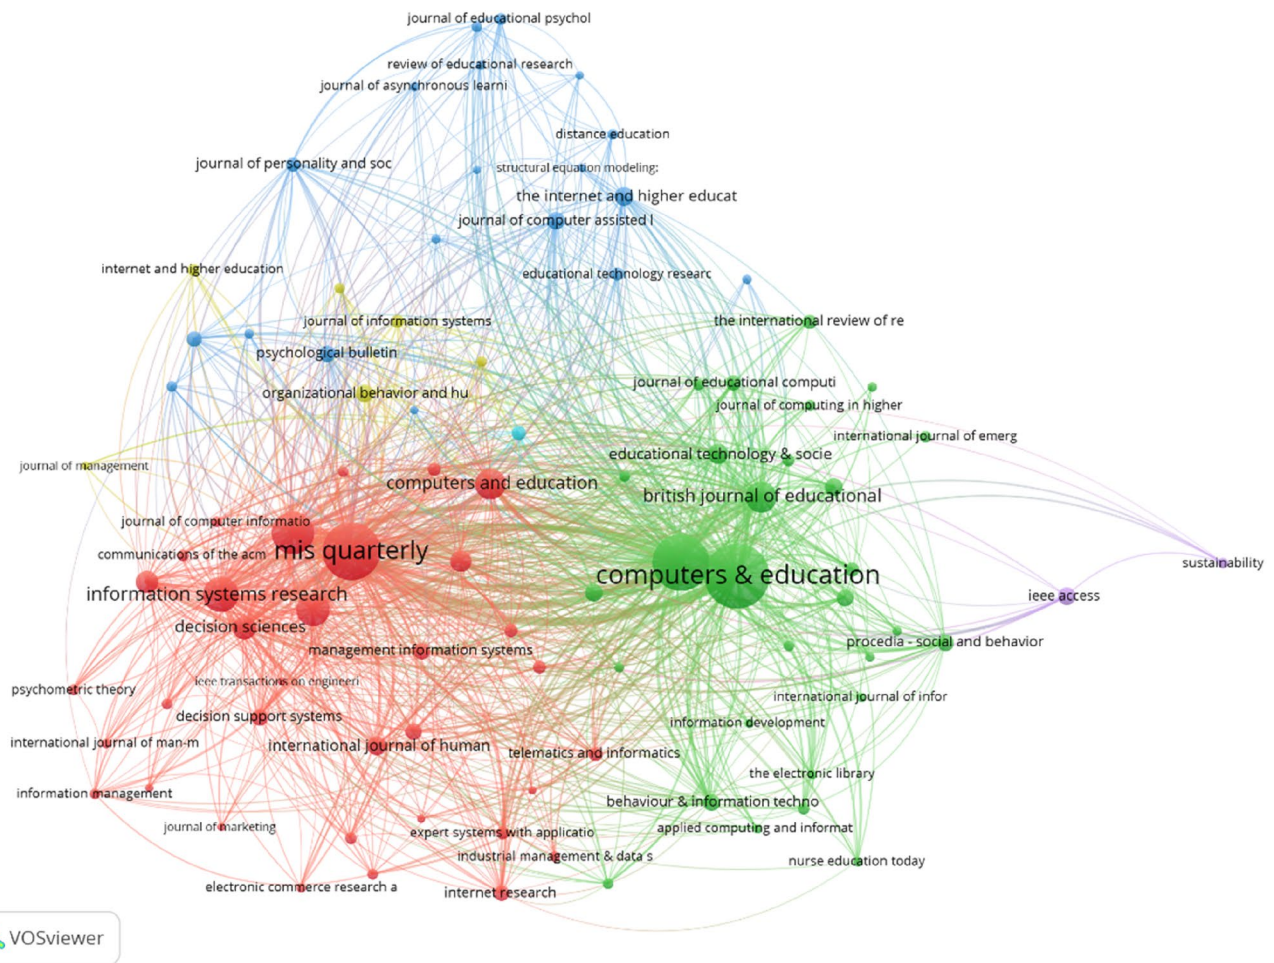 journal of educational psychol
review of educational research
journal of asynchronous learni
distance education
journal of personality and soc
structural equation modeling:
the internet and higher educat
journal of computer assisted l
internet and higher education
educational technology researc
journal of information systems
the international review of re
psychological bulletin
journal of educational computi
organizational behavior and hu
journal of computing in higher
international journal of emerg
educational technology & socie
journal of management
computers and education
british journal of educational
journal of computer informatio
mis quarterly
communications of the acm
sustainability
computers & education
information systems research
ieee access
decision sciences
procedia - social and behavior
management information systems
ieee transactions on engineeri
psychometric theory
international journal of infor
decision support systems
information development
international journal of man-m
international journal of human
telematics and informatics
the electronic library
information management
behaviour & information techno
journal of marketing
expert systems with applicatio
applied computing and informat
industrial management & data s
nurse education today
electronic commerce research a
internet research
VOSviewer